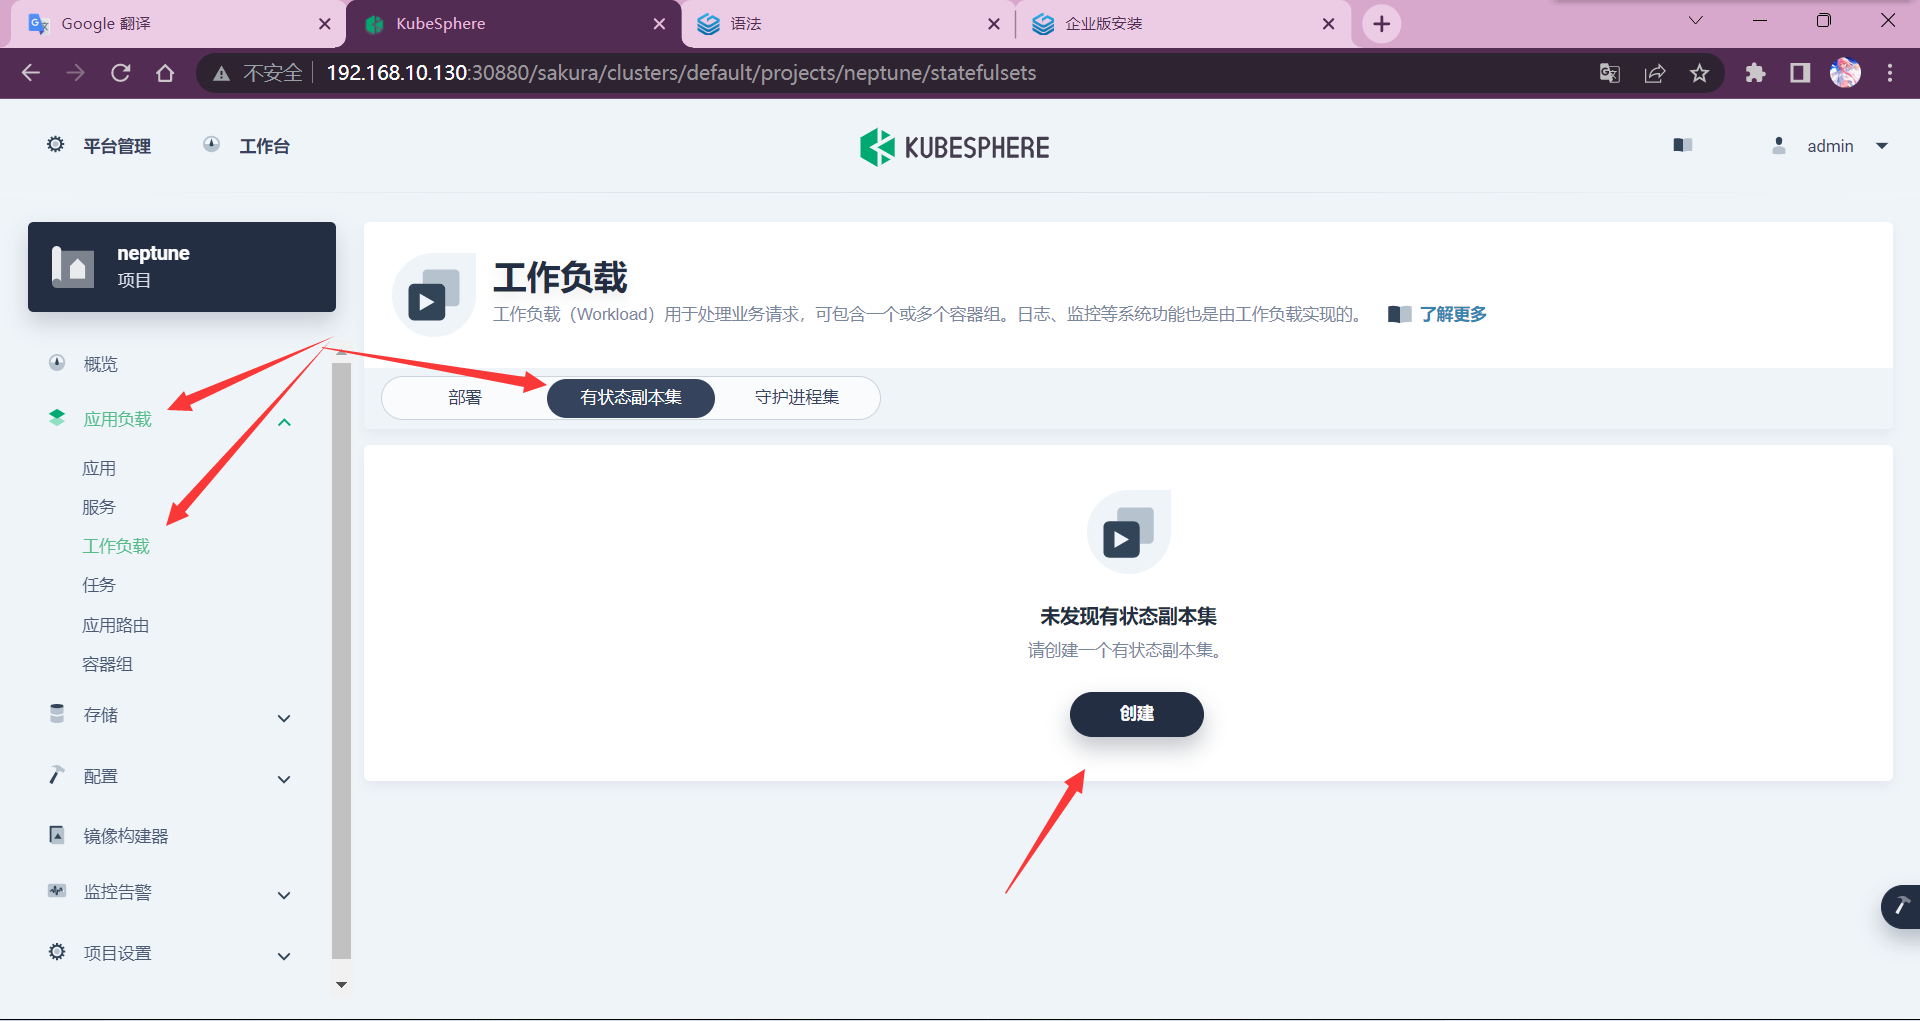 Google 翻译
KubeSphere
语法
企业版安装
不安全
192.168.10.130:30880/sakura/clusters/default/projects/neptune/statefulsets
平台管理
工作台
KUBESPHERE
admin
neptune
项目
工作负载
工作负载（Workload）用于处理业务请求，可包含一个或多个容器组。日志、监控等系统功能也是由工作负载实现的。
了解更多
概览
部署
有状态副本集
守护进程集
应用负载
应用
服务
工作负载
任务
应用路由
容器组
未发现有状态副本集
请创建一个有状态副本集。
创建
存储
配置
镜像构建器
监控告警
项目设置